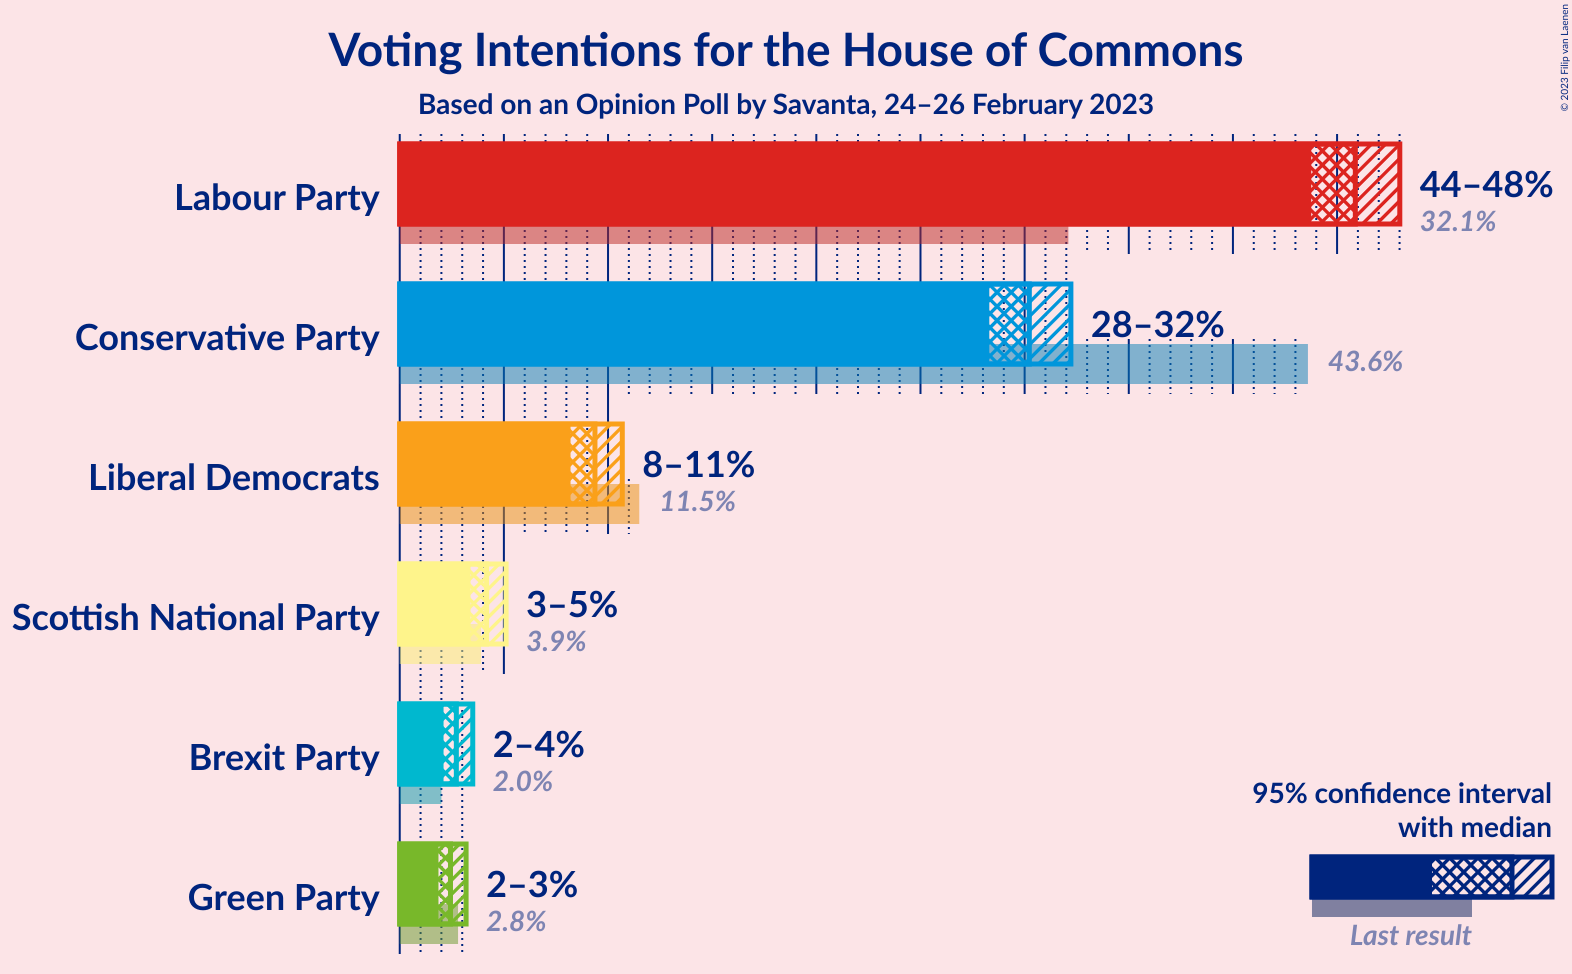 Voting Intentions for the House of Commons
Based on an Opinion Poll by Savanta, 24–26 February 2023
© 2023 Filip van Laenen
Labour Party
44–48%
32.1%
Conservative Party
28–32%
43.6%
Liberal Democrats
8–11%
11.5%
Scottish National Party
3–5%
3.9%
Brexit Party
2–4%
2.0%
Green Party
2–3%
2.8%
95% confidence interval
with median
Last result